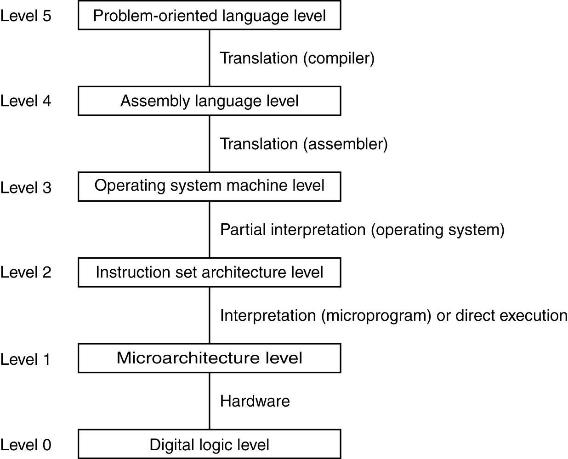 Level 5 Problem-oriented language level
Translation (compiler)
Level 4 Assembly language level
Translation (assembler)
Level 3 Operating system machine level
Partial interpretation (operating system)
Level 2 Instruction set architecture level
Interpretation (microprogram) or direct execution
Level 1 Microarchitecture level
Hardware
Level 0 Digital logic level